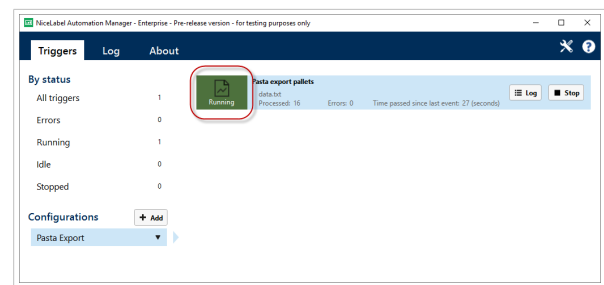 NiceLabel Automation Manager - Enterprise - Pre-release version - for testing purposes only
Triggers Log About
By status
All triggers 1
Errors 0
Running 1
Idle 0
Stopped 0
Configurations + Add
Pasta Export
Running
Pasta export pallets
data.txt
Processed: 16 Errors: 0 Time passed since last event: 27 (seconds)
Log Stop